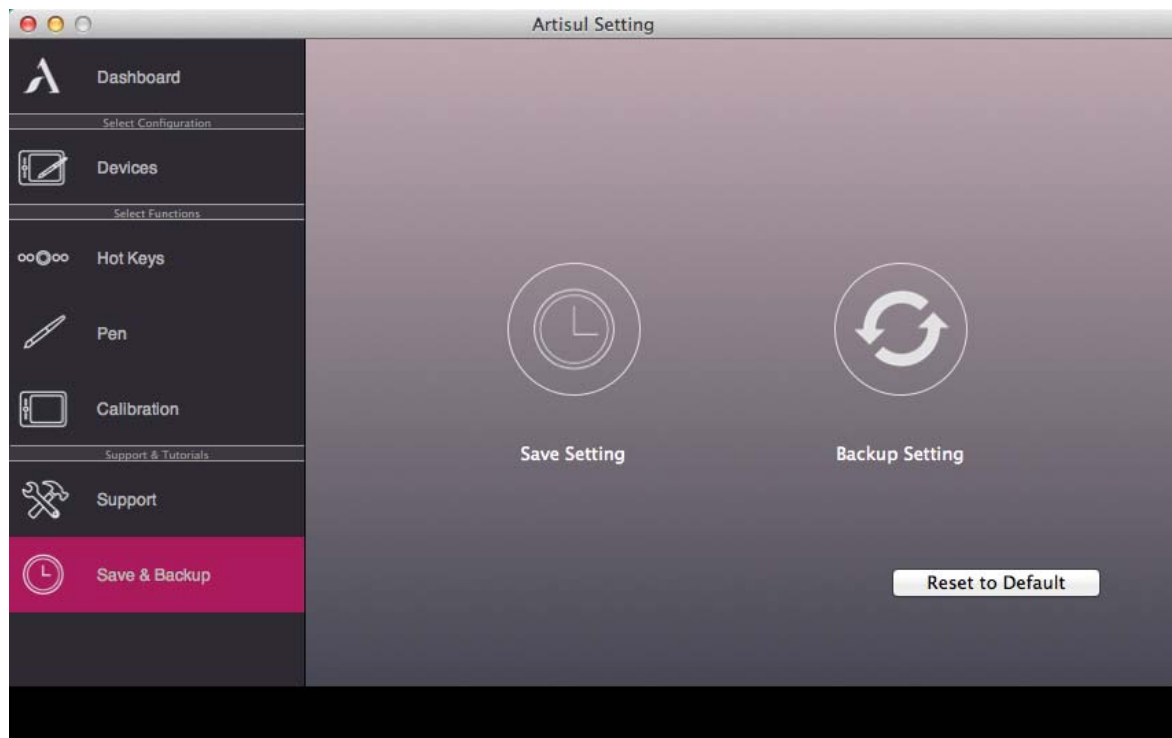 Artisul Setting
Dashboard
Select Configuration
Devices
Select Functions
Hot Keys
Pen
Calibration
Support & Tutorials
Support
Save & Backup
Save Setting
Backup Setting
Reset to Default